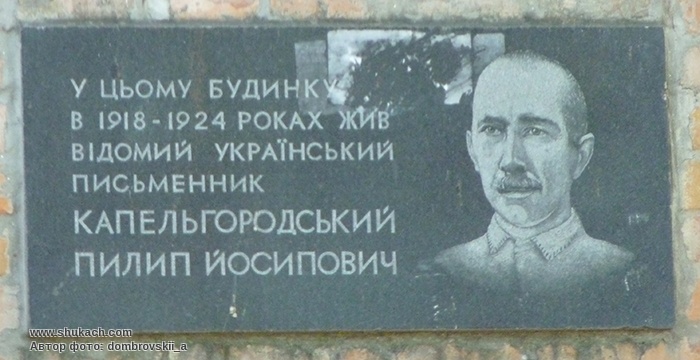 У ЦЬОМУ БУДИНКУ
В 1918-1924 РОКАХ ЖИВ
ВІДОМИЙ УКРАЇНСЬКИЙ
ПИСЬМЕННИК
КАПЕЛЬГОРОДСЬКИЙ
ПИЛИП ЙОСИПОВИЧ
www.shukach.com
Автор фото: dombrovskii_a